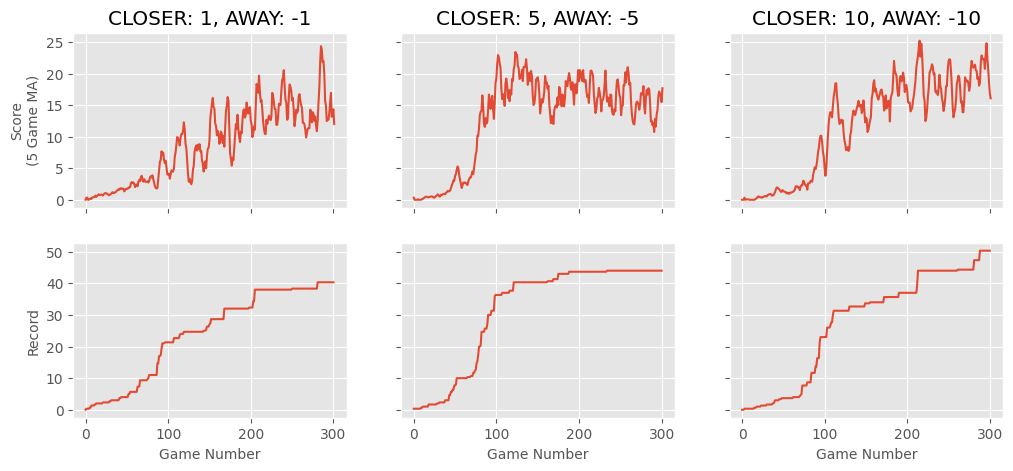 CLOSER: 1, AWAY: -1
CLOSER: 5, AWAY: -5
CLOSER: 10, AWAY: -10
Score
(5 Game MA)
25
20
15
10
5
0
Record
50
40
30
20
10
0
0 100 200 300
0 100 200 300
0 100 200 300
Game Number
Game Number
Game Number